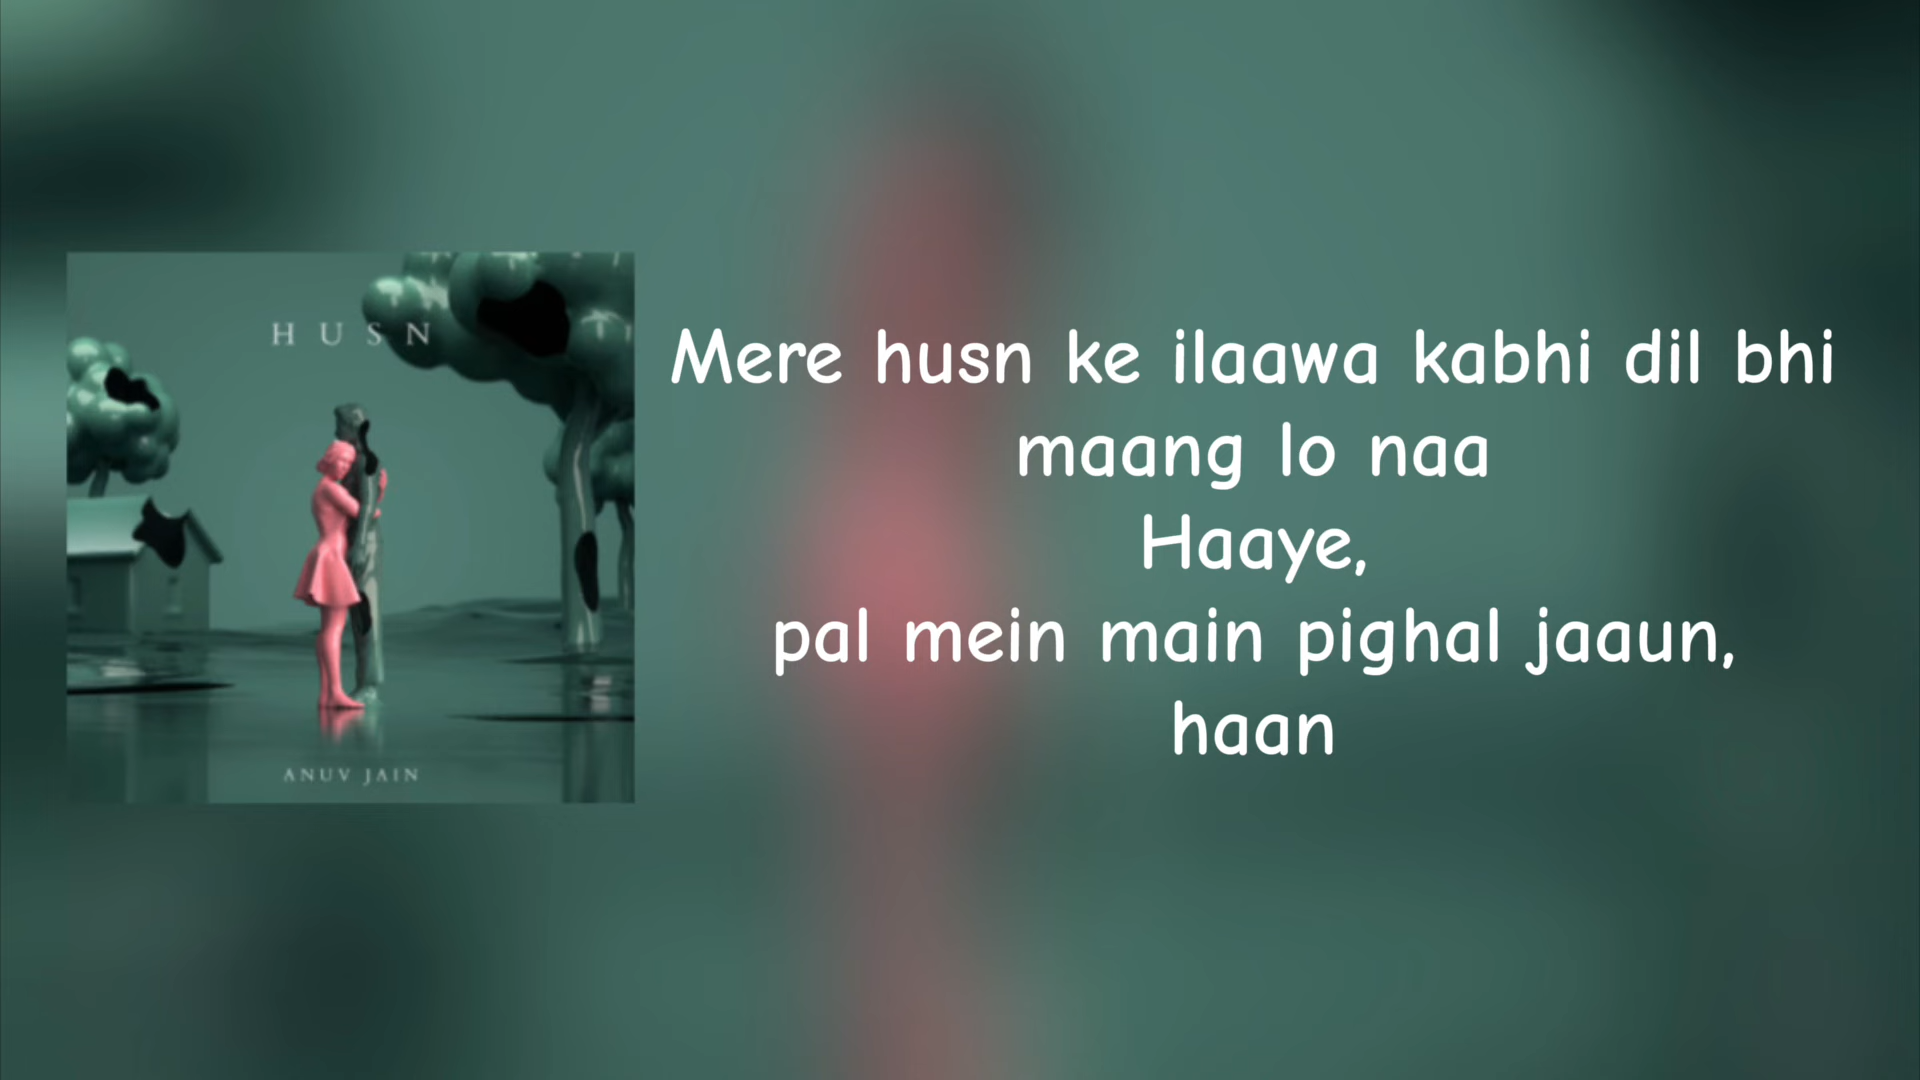 HUSN
ANUV JAIN
Mere husn ke ilaawa kabhi dil bhi
maang lo naa
Haaye,
pal mein main pighal jaaun,
haan